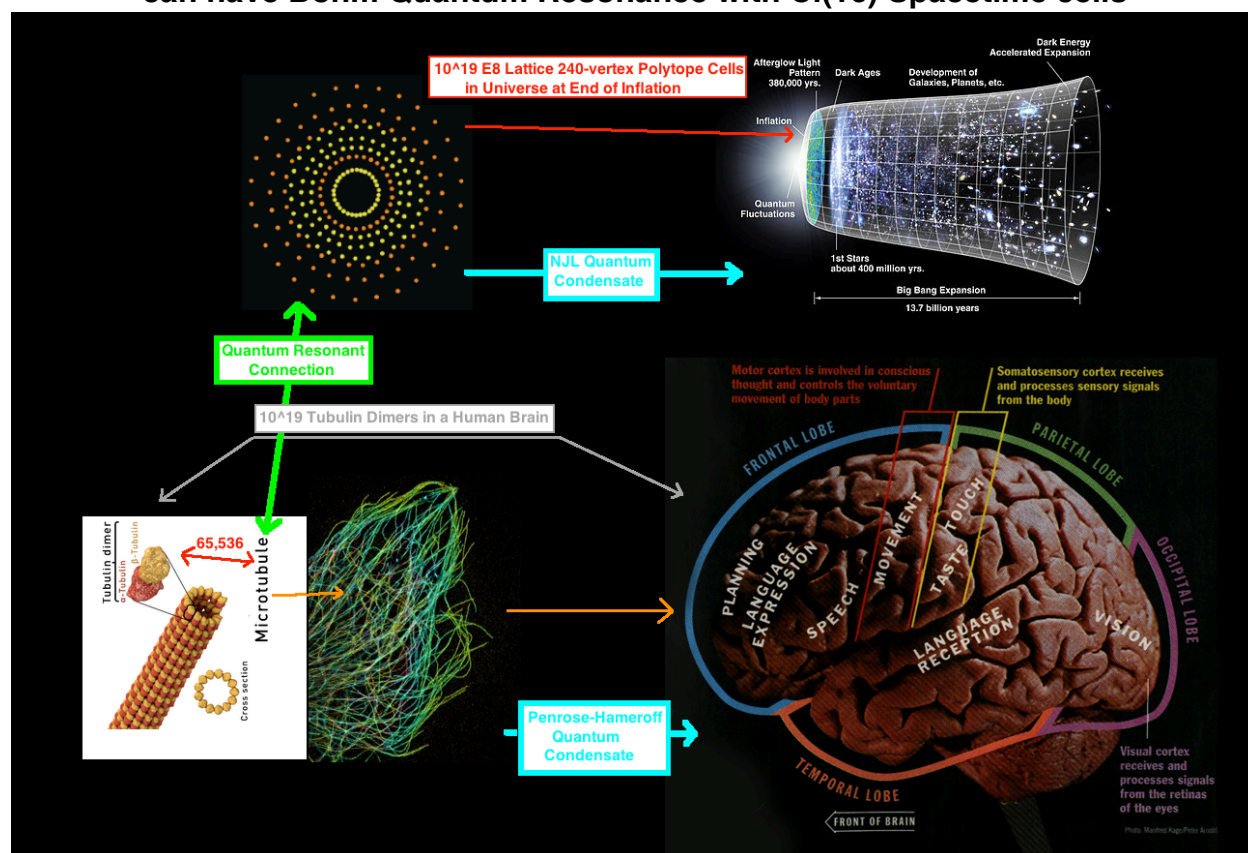 can have Bohm Quantum Resonance with Cl(16) Spacetime cells
10^19 E8 Lattice 240-vertex Polytope Cells
in Universe at End of Inflation
Dark Energy
Accelerated Expansion
Afterglow Light
Pattern
380,000 yrs.
Dark Ages
Development of
Galaxies, Planets, etc.
Inflation
Quantum
Fluctuations
1st Stars
about 400 million yrs.
Big Bang Expansion
13.7 billion years
NJL Quantum
Condensate
Quantum Resonant
Connection
10^19 Tubulin Dimers in a Human Brain
Motor cortex is involved in conscious
thought and controls the voluntary
movement of body parts
Somatosensory cortex receives
and processes sensory signals
from the body
FRONTAL LOBE
PARIETAL LOBE
OCCIPITAL LOBE
TEMPORAL LOBE
PLANNING
LANGUAGE
EXPRESSION
SPEECH
MOVEMENT
TOUCH
TASTE
LANGUAGE
RECEPTION
VISION
Tubulin dimer
α-Tubulin
β-Tubulin
65,536
Microtubule
Cross section
Penrose-Hameroff
Quantum
Condensate
Visual cortex
receives and
processes signals
from the retinas
of the eyes
FRONT OF BRAIN
Photo: Manfred Kage/Peter Arnold